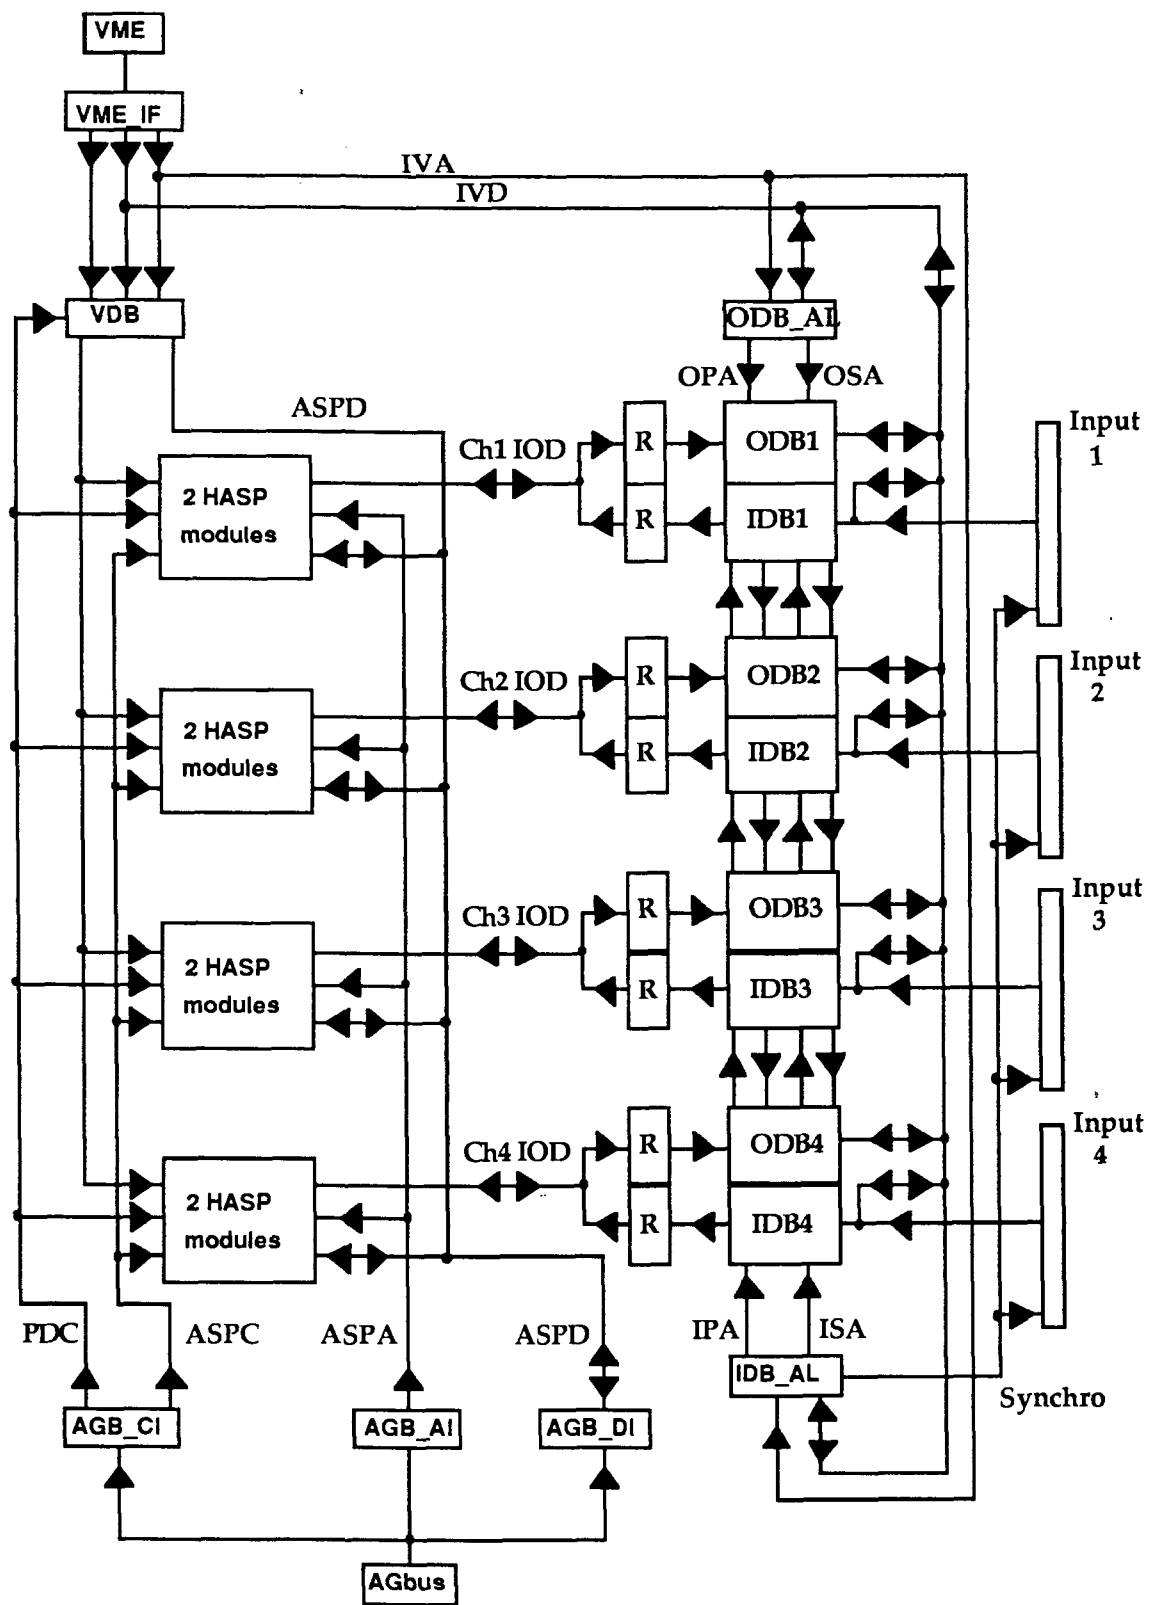 VME
VME_IF
IVA
IVD
VDB
ODB_AL
OPA
OSA
ASPD
Input
1
Ch1 IOD
R
ODB1
2 HASP
modules
R
IDB1
Input
2
Ch2 IOD
R
ODB2
2 HASP
modules
R
IDB2
Input
3
Ch3 IOD
R
ODB3
2 HASP
modules
R
IDB3
Input
4
Ch4 IOD
R
ODB4
2 HASP
modules
R
IDB4
PDC
ASPC
ASPA
ASPD
IPA
ISA
IDB_AL
Synchro
AGB_CI
AGB_AI
AGB_DI
AGbus